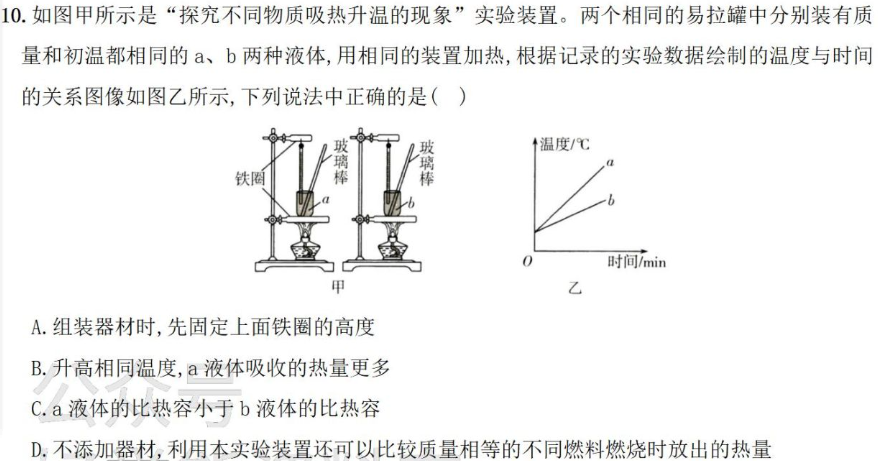 10. 如图甲所示是“探究不同物质吸热升温的现象”实验装置。两个相同的易拉罐中分别装有质
量和初温都相同的 a、b 两种液体,用相同的装置加热,根据记录的实验数据绘制的温度与时间
的关系图像如图乙所示,下列说法中正确的是( )
铁圈
玻璃棒
a
玻璃棒
b
甲
温度/℃
a
b
O
时间/min
乙
A.组装器材时,先固定上面铁圈的高度
B.升高相同温度,a 液体吸收的热量更多
C.a 液体的比热容小于 b 液体的比热容
D.不添加器材,利用本实验装置还可以比较质量相等的不同燃料燃烧时放出的热量
公众号